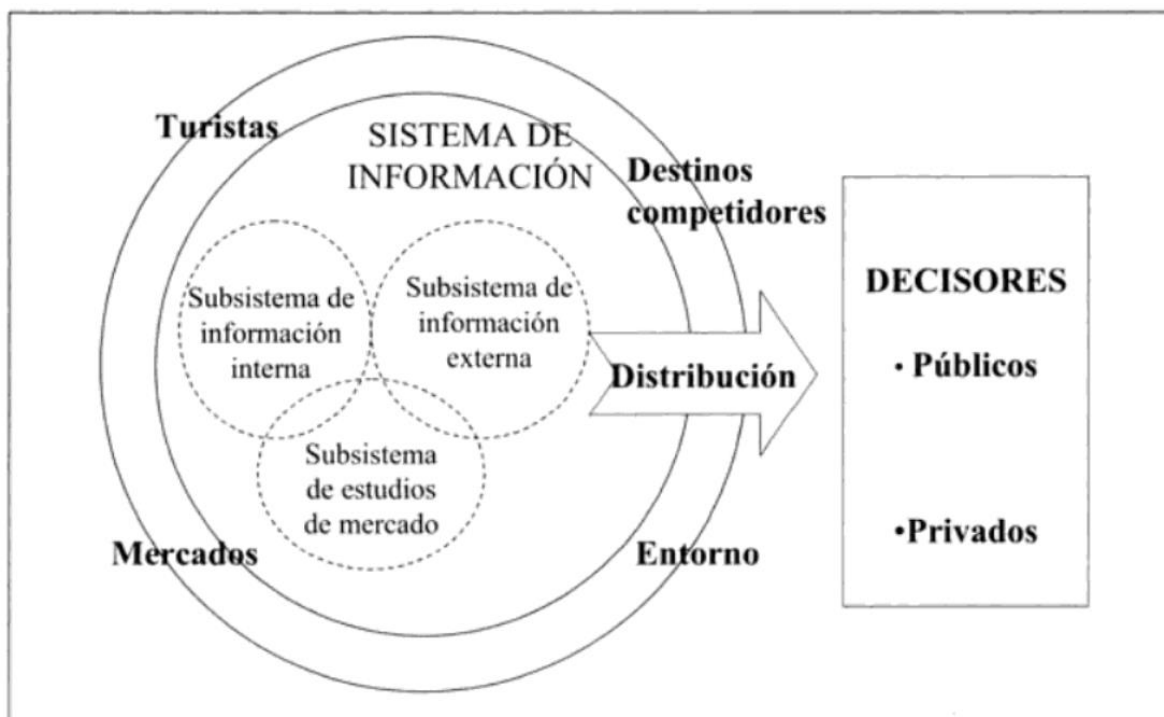 Turistas
SISTEMA DE
INFORMACIÓN
Destinos
competidores
Subsistema de
información
interna
Subsistema de
información
externa
Subsistema
de estudios
de mercado
Mercados
Entorno
Distribución
DECISORES
• Públicos
•Privados